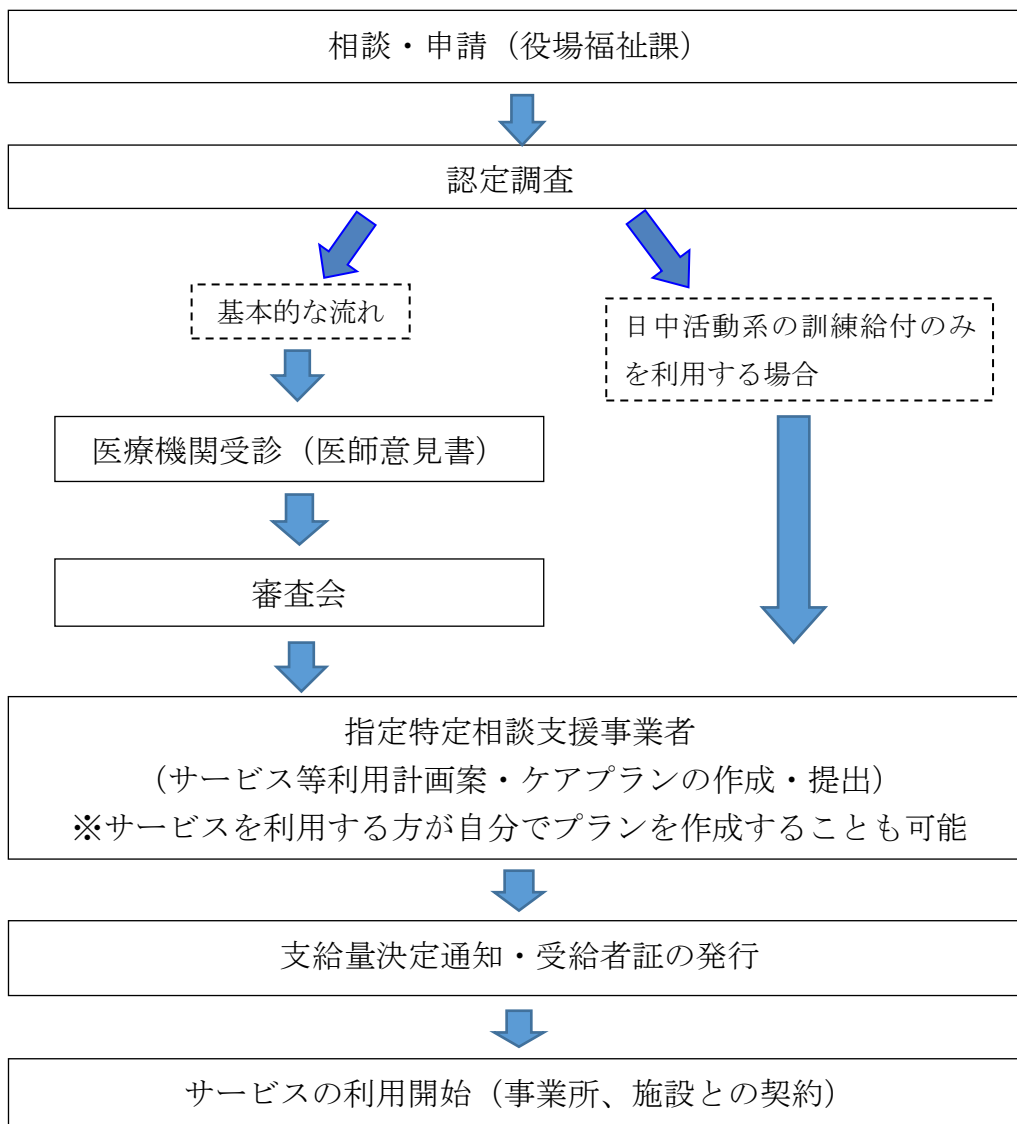 相談・申請（役場福祉課）
認定調査
基本的な流れ
日中活動系の訓練給付のみ
を利用する場合
医療機関受診（医師意見書）
審査会
指定特定相談支援事業者
（サービス等利用計画案・ケアプランの作成・提出）
※サービスを利用する方が自分でプランを作成することも可能
支給量決定通知・受給者証の発行
サービスの利用開始（事業所、施設との契約）